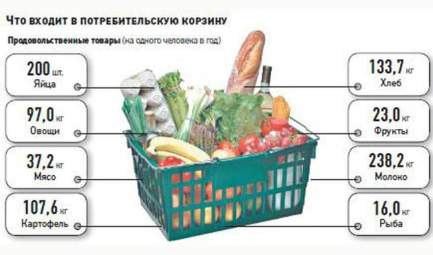 Что входит в потребительскую корзину
Продовольственные товары (на одного человека в год)
200 шт.
Яйца
97,0 кг
Овощи
37,2 кг
Мясо
107,6 кг
Картофель
133,7 кг
Хлеб
23,0 кг
Фрукты
238,2 кг
Молоко
16,0 кг
Рыба